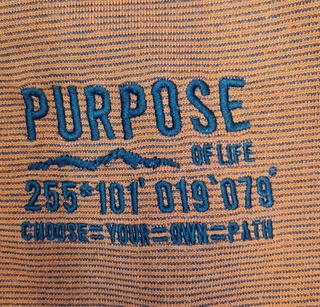 PURPOSE
OF LIFE
255°101' 019'079°
CHOOSE=YOUR=OWN=PATH